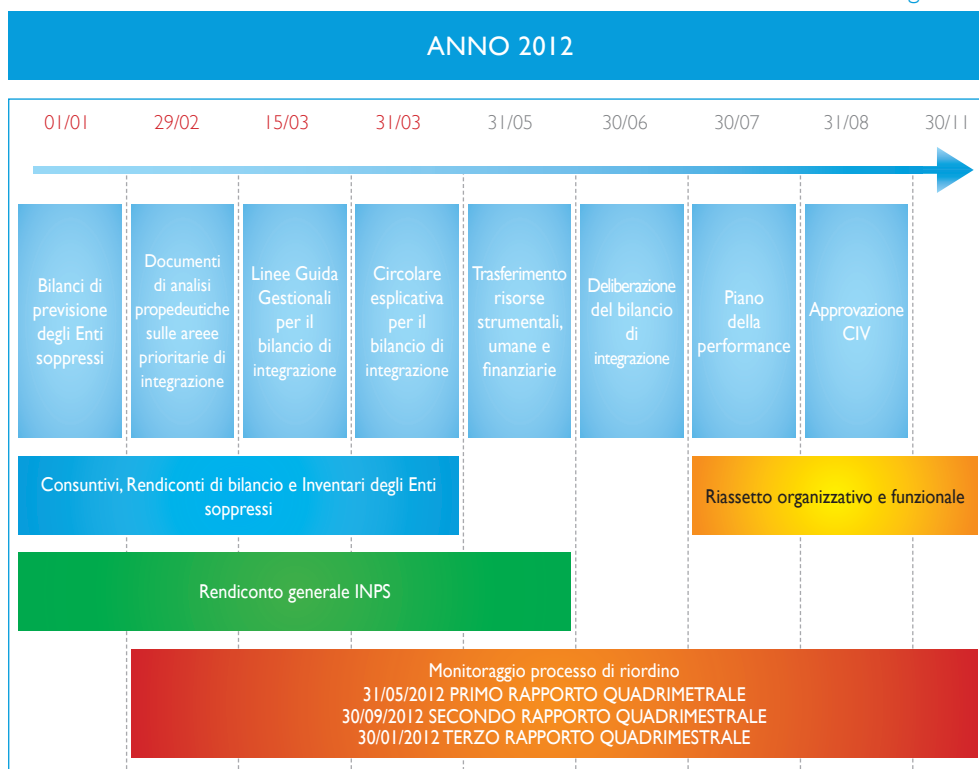 ANNO 2012
01/01
29/02
15/03
31/03
31/05
30/06
30/07
31/08
30/11
Bilanci di
previsione
degli Enti
soppressi
Documenti
di analisi
propedeutiche
sulle areee
prioritarie di
integrazione
Linee Guida
Gestionali
per il
bilancio di
integrazione
Circolare
esplicativa
per il
bilancio di
integrazione
Trasferimento
risorse
strumentali,
umane e
finanziarie
Deliberazione
del bilancio
di
integrazione
Piano
della
performance
Approvazione
CIV
Consuntivi, Rendiconti di bilancio e Inventari degli Enti
soppressi
Riassetto organizzativo e funzionale
Rendiconto generale INPS
Monitoraggio processo di riordino
31/05/2012 PRIMO RAPPORTO QUADRIMETRALE
30/09/2012 SECONDO RAPPORTO QUADRIMESTRALE
30/01/2012 TERZO RAPPORTO QUADRIMESTRALE